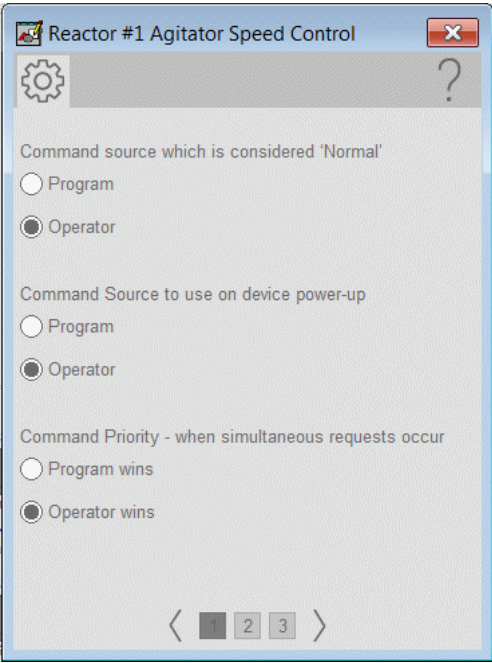 Reactor #1 Agitator Speed Control
?
Command source which is considered 'Normal'
Program
Operator
Command Source to use on device power-up
Program
Operator
Command Priority - when simultaneous requests occur
Program wins
Operator wins
1 2 3